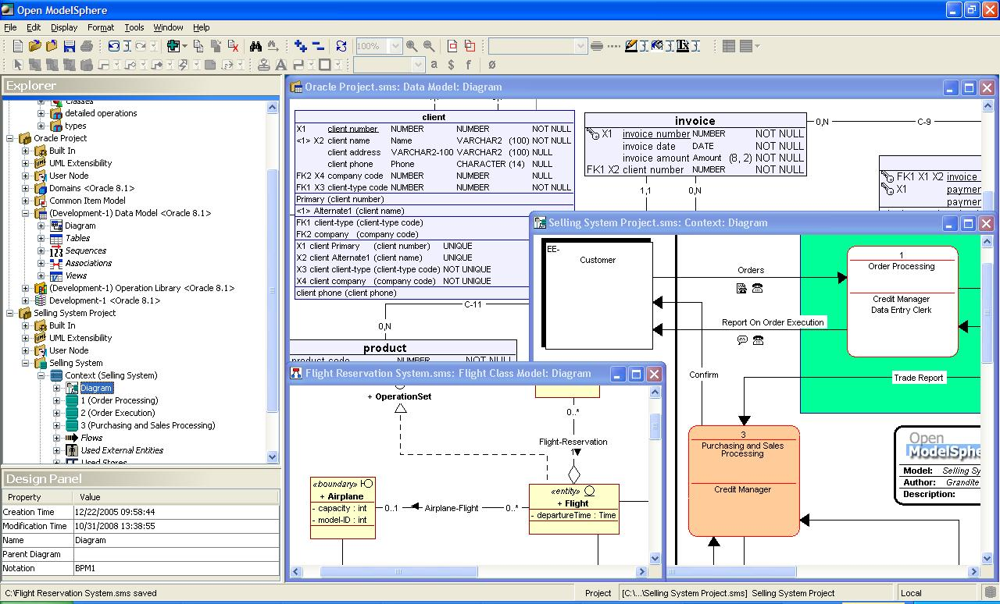 Open ModelSphere
File Edit Display Format Tools Window Help
100%
a $ f ø
Explorer
Classes
detailed operations
types
Oracle Project
Built In
UML Extensibility
User Node
Domains <Oracle 8.1>
Common Item Model
(Development-1) Data Model <Oracle 8.1>
Diagram
Tables
Sequences
Associations
Views
(Development-1) Operation Library <Oracle 8.1>
Development-1 <Oracle 8.1>
Selling System Project
Built In
UML Extensibility
User Node
Selling System
Context (Selling System)
Diagram
1 (Order Processing)
2 (Order Execution)
3 (Purchasing and Sales Processing)
Flows
Used External Entities
Used Stores
Design Panel
Property Value
Creation Time 12/22/2005 09:58:44
Modification Time 10/31/2008 13:38:55
Name Diagram
Parent Diagram
Notation BPM1
Oracle Project.sms: Data Model: Diagram
client
X1 client number NUMBER NUMBER NOT NULL
<1> X2 client name Name VARCHAR2 (100) NOT NULL
client address VARCHAR2-100 VARCHAR2 (100) NOT NULL
client phone Phone CHARACTER (14) NULL
FK2 X4 company code NUMBER NUMBER NULL
FK1 X3 client-type code NUMBER NUMBER NOT NULL
Primary (client number)
<1> Alternate1 (client name)
FK1 client-type (client-type code)
FK2 company (company code)
X1 client Primary (client number) UNIQUE
X2 client Alternate1 (client name) UNIQUE
X3 client client-type (client-type code) NOT UNIQUE
X4 client company (company code) NOT UNIQUE
client phone (client phone)
C-11
0,N
product
product code NUMBER NOT NULL
invoice
X1 invoice number NUMBER NOT NULL
invoice date DATE NOT NULL
invoice amount Amount (8, 2) NOT NULL
FK1 X2 client number NUMBER NOT NULL
0,N C-9
1,1 0,N
FK1 X1 X2 invoice
X1 paymer
paymer
Selling System Project.sms: Context: Diagram
EE-
Customer
Orders
Report On Order Execution
Confirm
Trade Report
1
Order Processing
Credit Manager
Data Entry Clerk
3
Purchasing and Sales
Processing
Credit Manager
Open
ModelSphe
Model: Selling Sy
Author: Grandite
Description:
Flight Reservation System.sms: Flight Class Model: Diagram
+ OperationSet
0..*
Flight-Reservation
1
«boundary»
+ Airplane
- capacity : int
- model-ID : int
0..1 Airplane-Flight 0..*
«entity»
+ Flight
- departureTime : Time
C:\Flight Reservation System.sms saved
Project [C:\...\Selling System Project.sms] Selling System Project Local